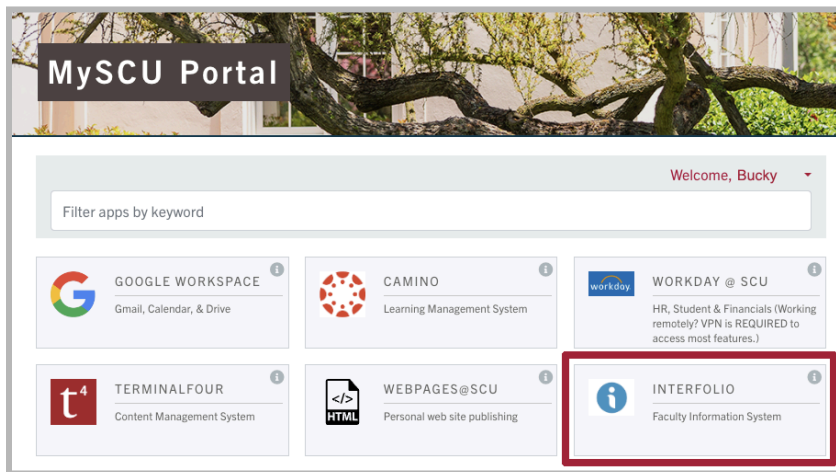 MySCU Portal
Welcome, Bucky
Filter apps by keyword
GOOGLE WORKSPACE
Gmail, Calendar, & Drive
CAMINO
Learning Management System
workday.
WORKDAY @ SCU
HR, Student & Financials (Working
remotely? VPN is REQUIRED to
access most features.)
t4
TERMINALFOUR
Content Management System
</>
HTML
WEBPAGES@SCU
Personal web site publishing
INTERFOLIO
Faculty Information System